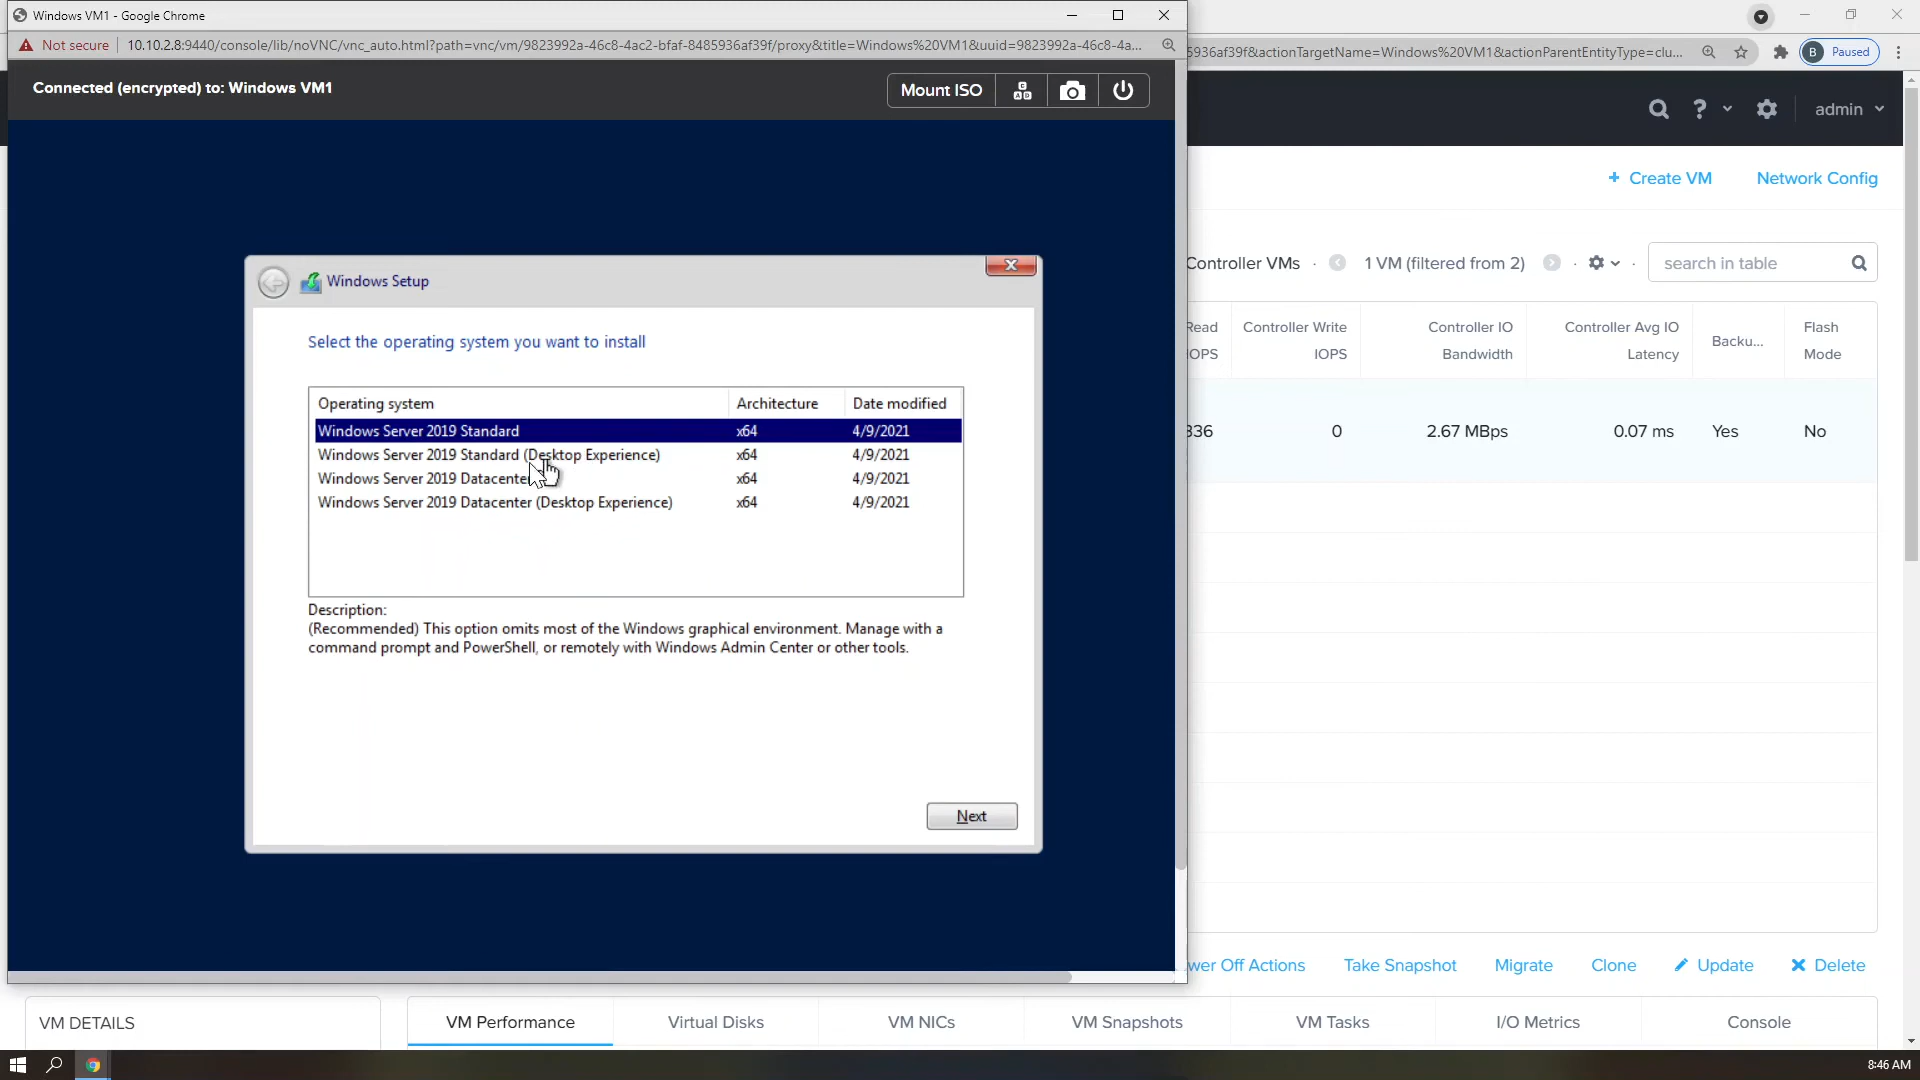 Windows VM1 - Google Chrome
Not secure
10.10.2.8:9440/console/lib/noVNC/vnc_auto.html?path=vnc/vm/9823992a-46c8-4ac2-bfaf-8485936af39f/proxy&title=Windows%20VM1&uuid=9823992a-46c8-4a...
5936af39f&actionTargetName=Windows%20VM1&actionParentEntityType=clu...
B Paused
Connected (encrypted) to: Windows VM1
Mount ISO
?
admin
+ Create VM
Network Config
Controller VMs · 1 VM (filtered from 2) · ·
search in table
Read IOPS
Controller Write IOPS
Controller IO Bandwidth
Controller Avg IO Latency
Backu...
Flash Mode
336 0 2.67 MBps 0.07 ms Yes No
Windows Setup
Select the operating system you want to install
Operating system Architecture Date modified
Windows Server 2019 Standard x64 4/9/2021
Windows Server 2019 Standard (Desktop Experience) x64 4/9/2021
Windows Server 2019 Datacenter x64 4/9/2021
Windows Server 2019 Datacenter (Desktop Experience) x64 4/9/2021
Description:
(Recommended) This option omits most of the Windows graphical environment. Manage with a
command prompt and PowerShell, or remotely with Windows Admin Center or other tools.
Next
wer Off Actions
Take Snapshot
Migrate
Clone
Update
Delete
VM DETAILS
VM Performance
Virtual Disks
VM NICs
VM Snapshots
VM Tasks
I/O Metrics
Console
8:46 AM